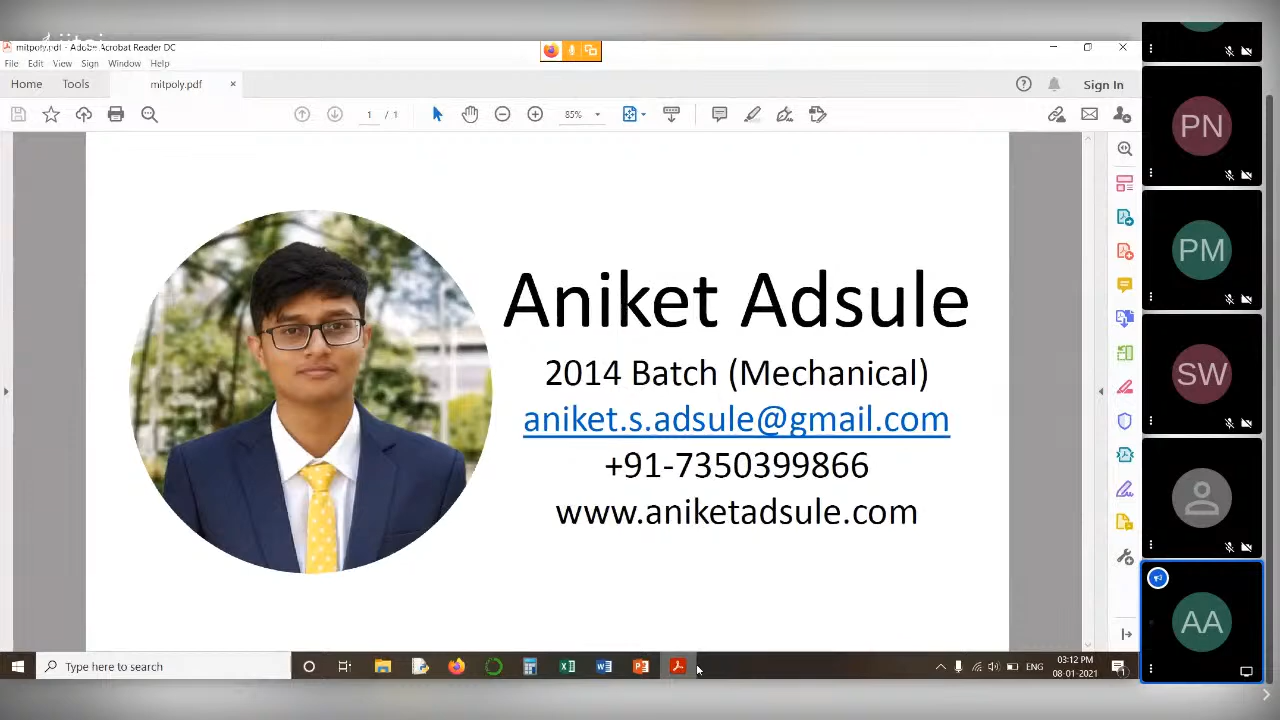 mitpoly.pdf - Adobe Acrobat Reader DC
File Edit View Sign Window Help
Home Tools mitpoly.pdf × Sign In
1 / 1 85%
Aniket Adsule
2014 Batch (Mechanical)
aniket.s.adsule@gmail.com
+91-7350399866
www.aniketadsule.com
PN
PM
SW
AA
Type here to search
ENG
03:12 PM
08-01-2021